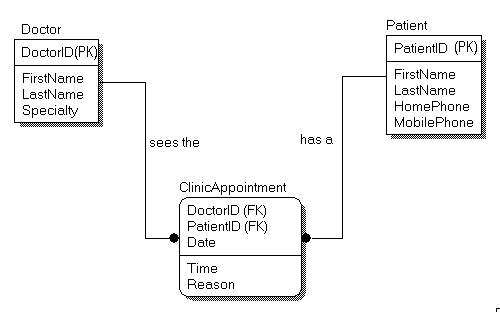 Doctor
DoctorID(PK)
FirstName
LastName
Specialty
Patient
PatientID (PK)
FirstName
LastName
HomePhone
MobilePhone
sees the
has a
ClinicAppointment
DoctorID (FK)
PatientID (FK)
Date
Time
Reason